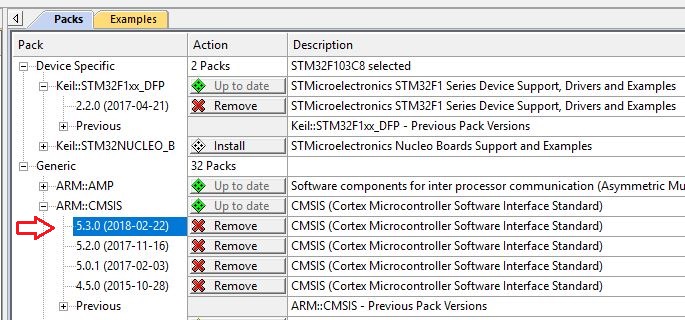 Packs Examples
Pack Action Description
Device Specific 2 Packs STM32F103C8 selected
Keil::STM32F1xx_DFP Up to date STMicroelectronics STM32F1 Series Device Support, Drivers and Examples
2.2.0 (2017-04-21) Remove STMicroelectronics STM32F1 Series Device Support, Drivers and Examples
Previous Keil::STM32F1xx_DFP - Previous Pack Versions
Keil::STM32NUCLEO_B Install STMicroelectronics Nucleo Boards Support and Examples
Generic 32 Packs
ARM::AMP Up to date Software components for inter processor communication (Asymmetric Mu
ARM::CMSIS Up to date CMSIS (Cortex Microcontroller Software Interface Standard)
5.3.0 (2018-02-22) Remove CMSIS (Cortex Microcontroller Software Interface Standard)
5.2.0 (2017-11-16) Remove CMSIS (Cortex Microcontroller Software Interface Standard)
5.0.1 (2017-02-03) Remove CMSIS (Cortex Microcontroller Software Interface Standard)
4.5.0 (2015-10-28) Remove CMSIS (Cortex Microcontroller Software Interface Standard)
Previous ARM::CMSIS - Previous Pack Versions